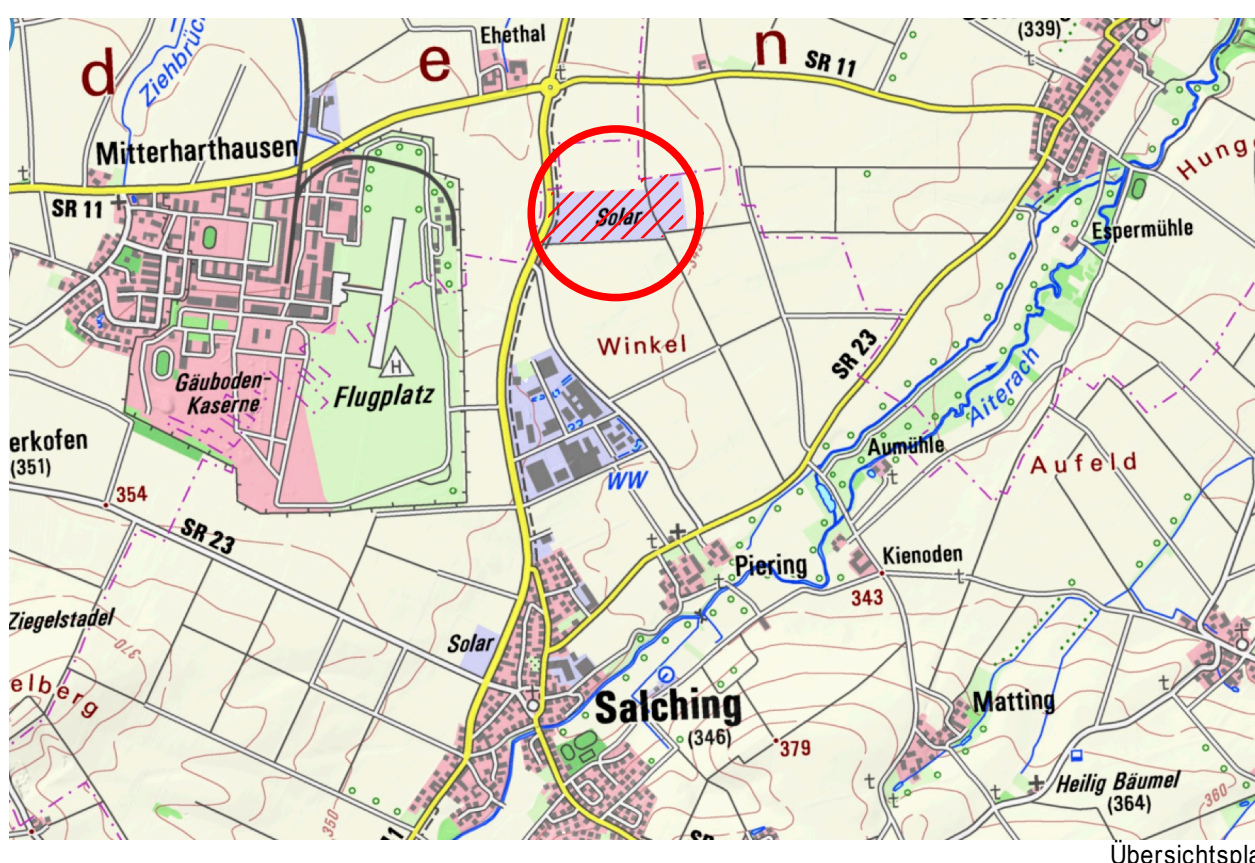 (339)
Ehethal
d
e
n
SR 11
Ziehbrüc
Mitterharthausen
Hung
SR 11
Solar
Espermühle
Winkel
SR 23
Gäuboden-
Kaserne
Flugplatz
H
Aiterach
erkofen
(351)
Aumühle
Aufeld
354
WW
SR 23
Piering
Kienoden
343
Ziegelstadel
370
Solar
elberg
Salching
(346)
Matting
379
Heilig Bäumel
(364)
360
350
Übersichtspla